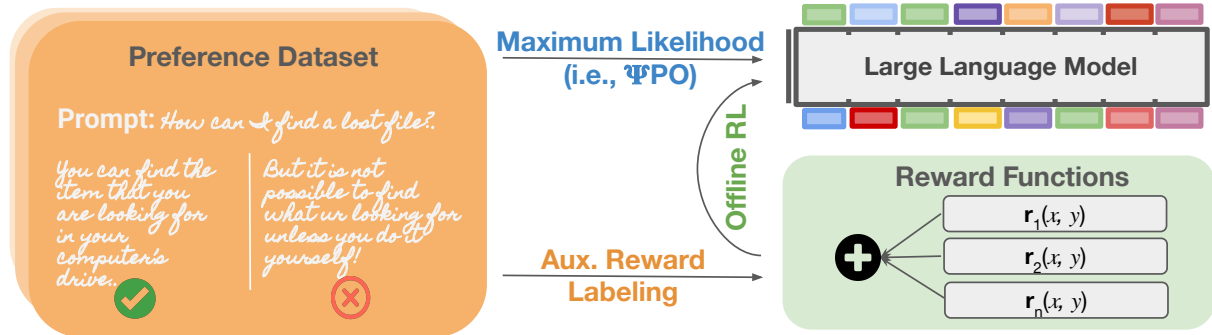 Preference Dataset
Prompt: How can I find a lost file?.
You can find the
item that you
are looking for
in your
computer's
drive..
But it is not
possible to find
what ur looking for
unless you do it
yourself!
Maximum Likelihood
(i.e., ΨPO)
Offline RL
Aux. Reward
Labeling
Large Language Model
Reward Functions
r₁(x, y)
r₂(x, y)
rₙ(x, y)